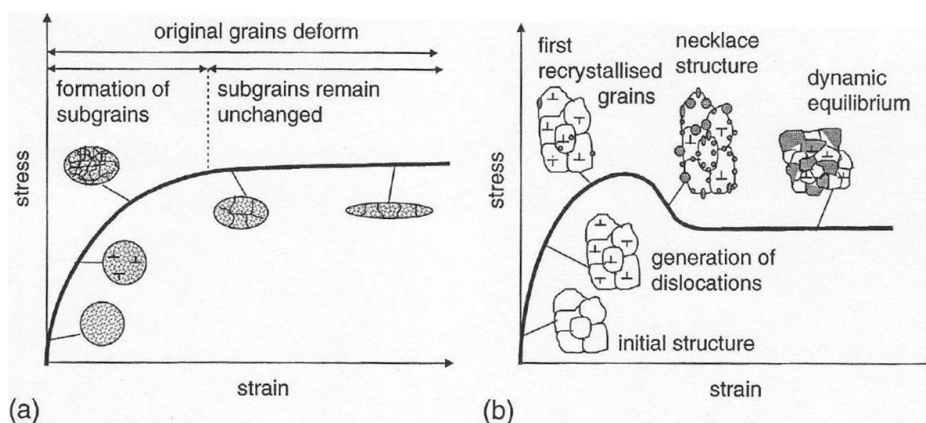 original grains deform
formation of
subgrains
subgrains remain
unchanged
stress
strain
(a)
first
recrystallised
grains
necklace
structure
dynamic
equilibrium
generation of
dislocations
initial structure
stress
strain
(b)